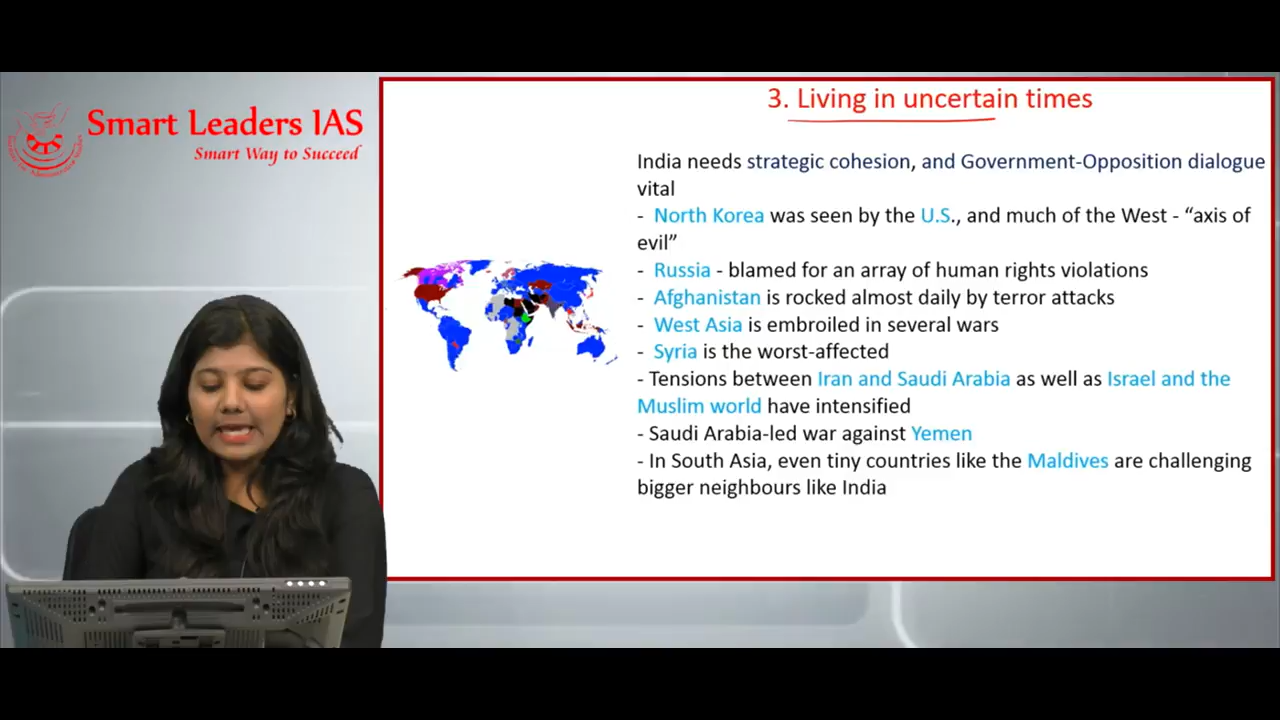 Smart Leaders IAS
Smart Way to Succeed
3. Living in uncertain times
India needs strategic cohesion, and Government-Opposition dialogue
vital
- North Korea was seen by the U.S., and much of the West - “axis of
evil”
- Russia - blamed for an array of human rights violations
- Afghanistan is rocked almost daily by terror attacks
- West Asia is embroiled in several wars
- Syria is the worst-affected
- Tensions between Iran and Saudi Arabia as well as Israel and the
Muslim world have intensified
- Saudi Arabia-led war against Yemen
- In South Asia, even tiny countries like the Maldives are challenging
bigger neighbours like India